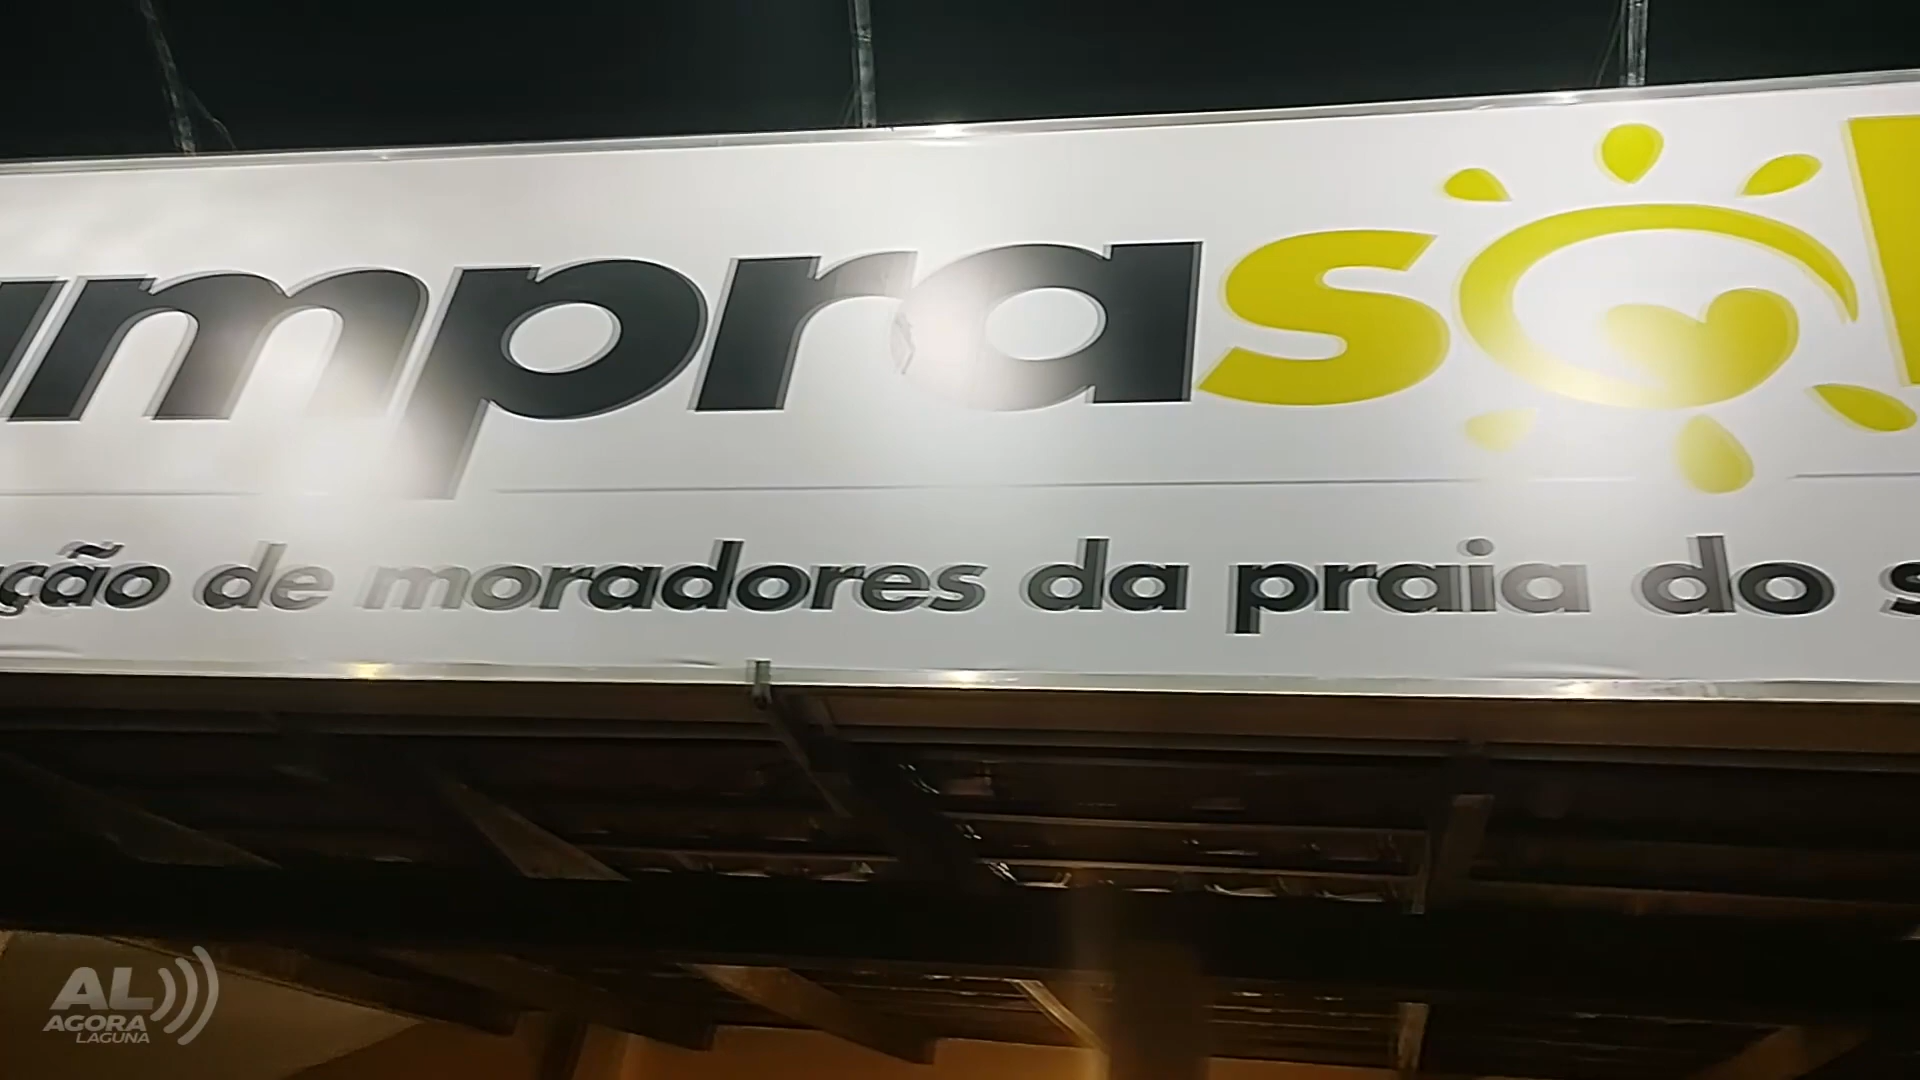 mprasol
ção de moradores da praia do s
AL
AGORA
LAGUNA